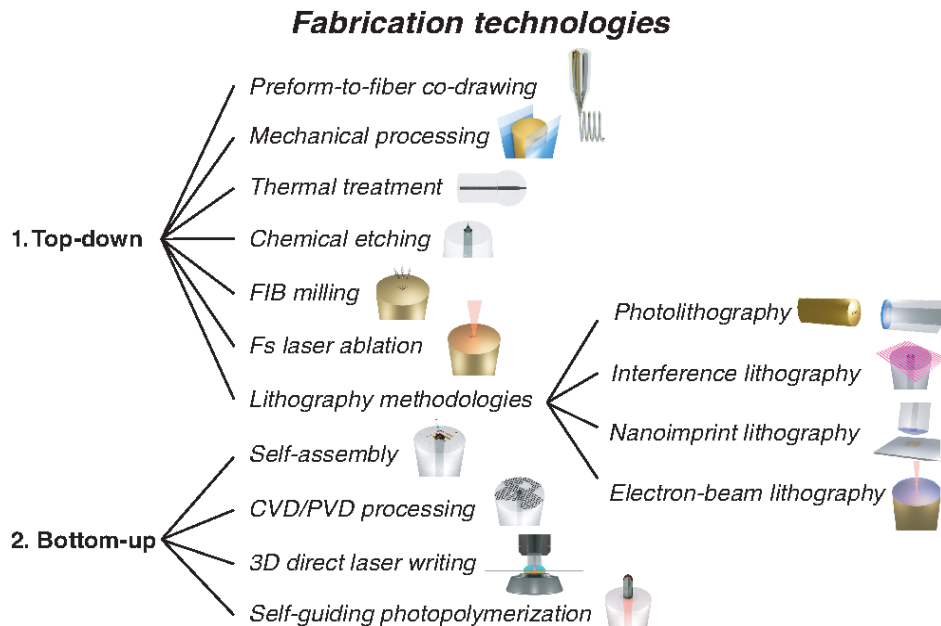 Fabrication technologies
1. Top-down
Preform-to-fiber co-drawing
Mechanical processing
Thermal treatment
Chemical etching
FIB milling
Fs laser ablation
Lithography methodologies
Photolithography
Interference lithography
Nanoimprint lithography
Electron-beam lithography
2. Bottom-up
Self-assembly
CVD/PVD processing
3D direct laser writing
Self-guiding photopolymerization